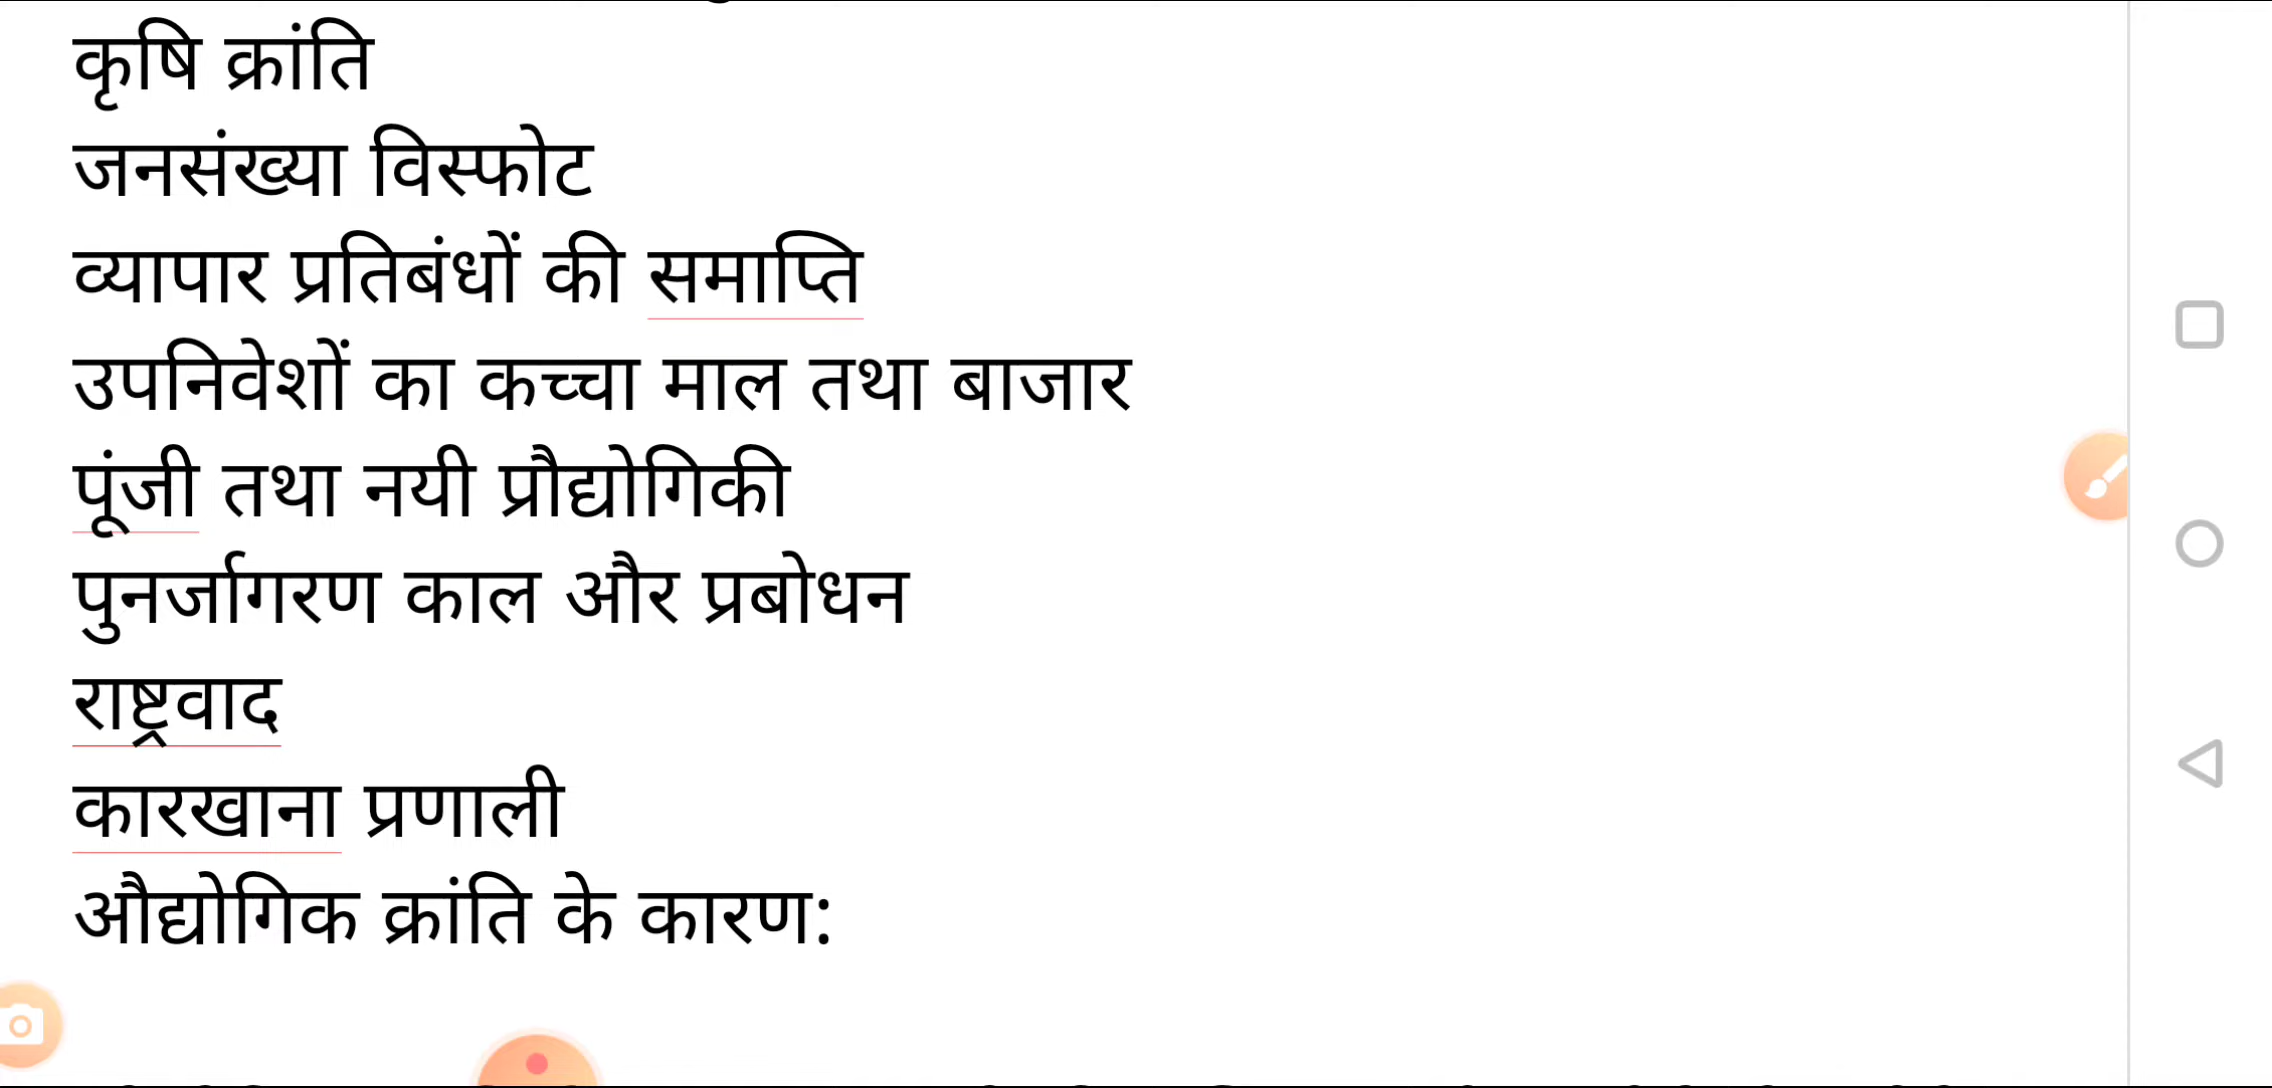 कृषि क्रांति
जनसंख्या विस्फोट
व्यापार प्रतिबंधों की समाप्ति
उपनिवेशों का कच्चा माल तथा बाजार
पूंजी तथा नयी प्रौद्योगिकी
पुनर्जागरण काल और प्रबोधन
राष्ट्रवाद
कारखाना प्रणाली
औद्योगिक क्रांति के कारण: